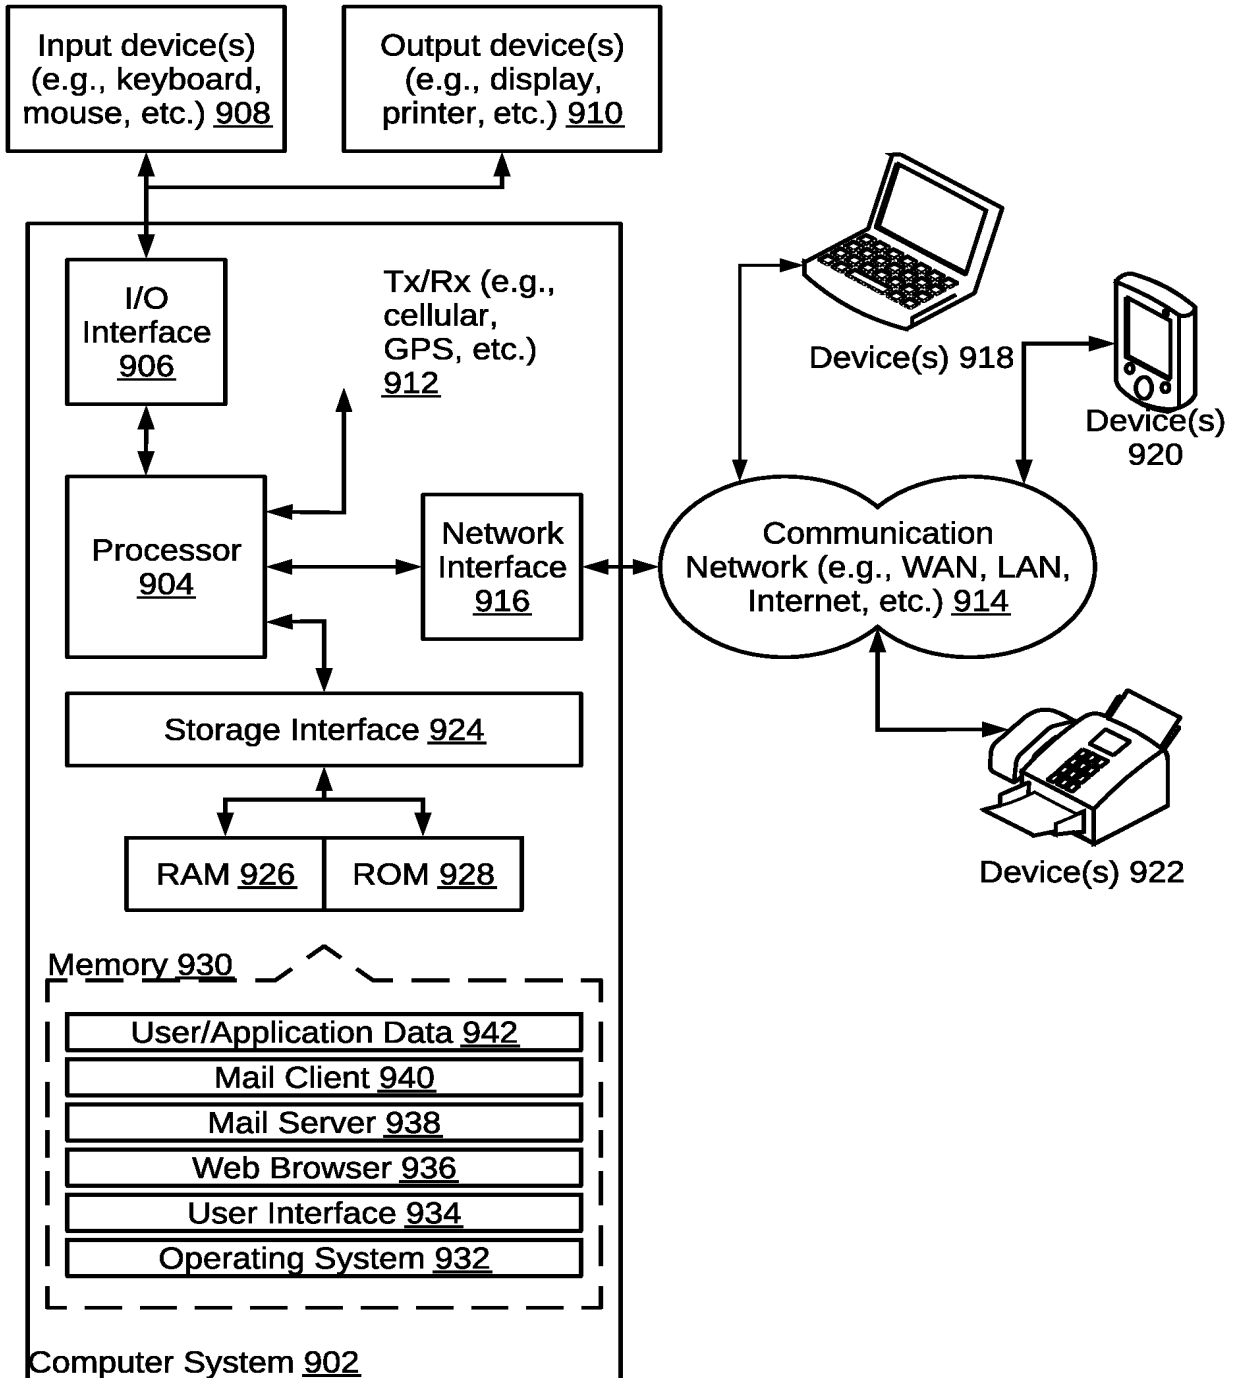 Input device(s)
(e.g., keyboard,
mouse, etc.) 908
Output device(s)
(e.g., display,
printer, etc.) 910
I/O
Interface
906
Tx/Rx (e.g.,
cellular,
GPS, etc.)
912
Device(s) 918
Device(s)
920
Processor
904
Network
Interface
916
Communication
Network (e.g., WAN, LAN,
Internet, etc.) 914
Storage Interface 924
Device(s) 922
RAM 926
ROM 928
Memory 930
User/Application Data 942
Mail Client 940
Mail Server 938
Web Browser 936
User Interface 934
Operating System 932
Computer System 902